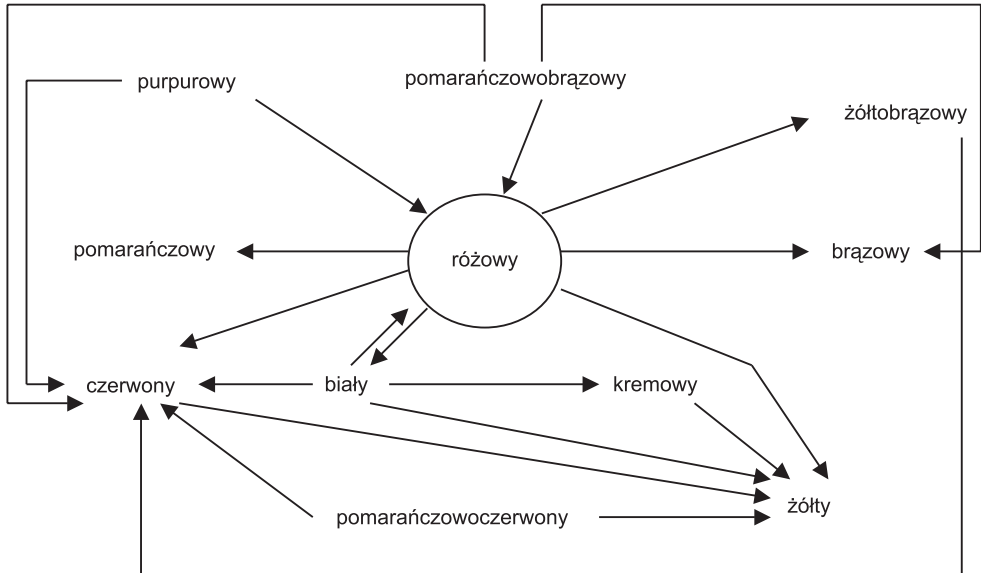 purpurowy
pomarańczowobrązowy
żółtobrązowy
pomarańczowy
różowy
brązowy
czerwony
biały
kremowy
pomarańczowoczerwony
żółty